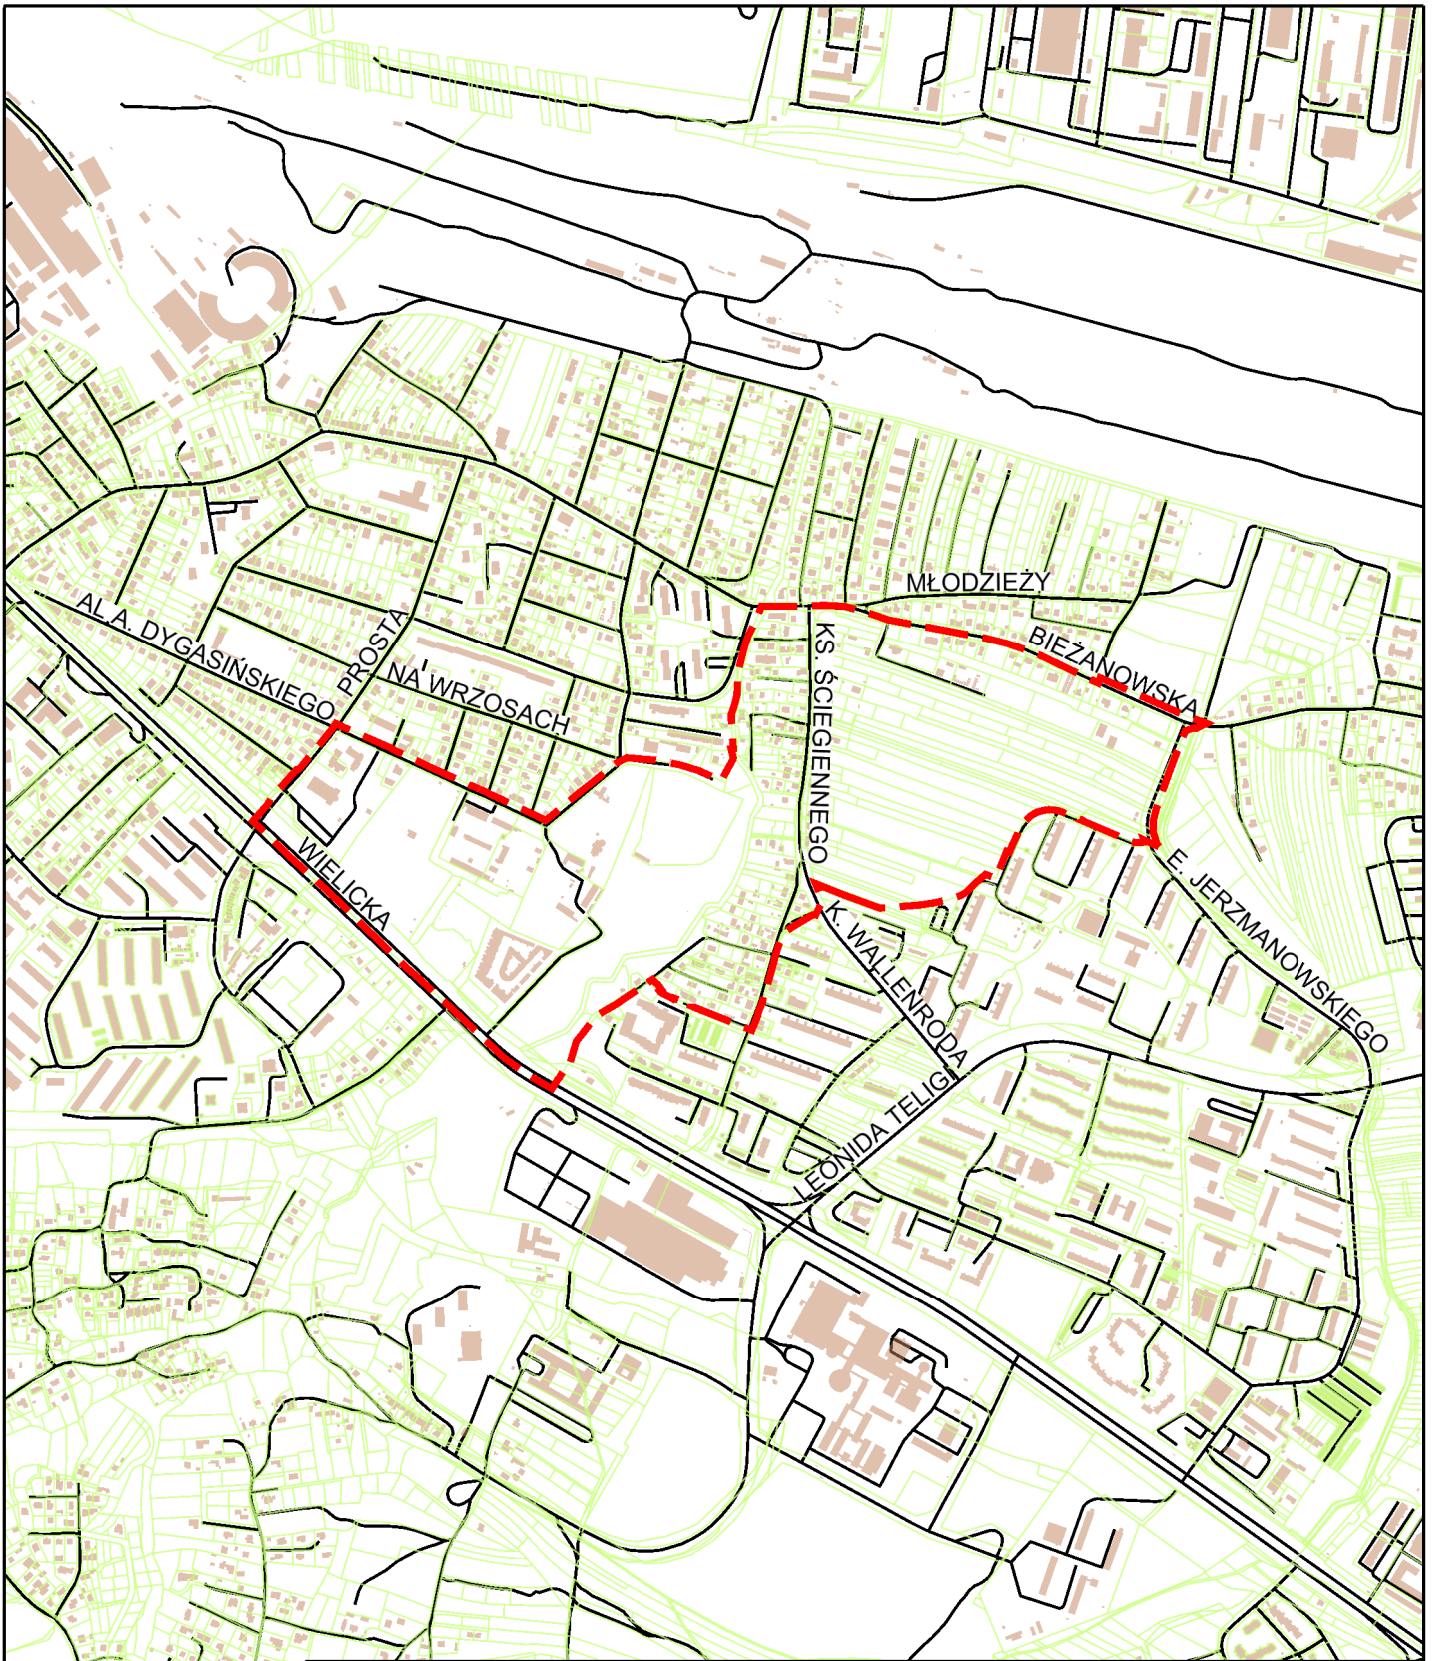 MŁODZIEŻY
BIEŻANOWSKA
AL.A. DYGASIŃSKIEGO
PROSTA
NA WRZOSACH
KS. ŚCIEGIENNEGO
WIELICKA
K. WALLENRODA
E. JERZMANOWSKIEGO
LEONIDA TELIGI